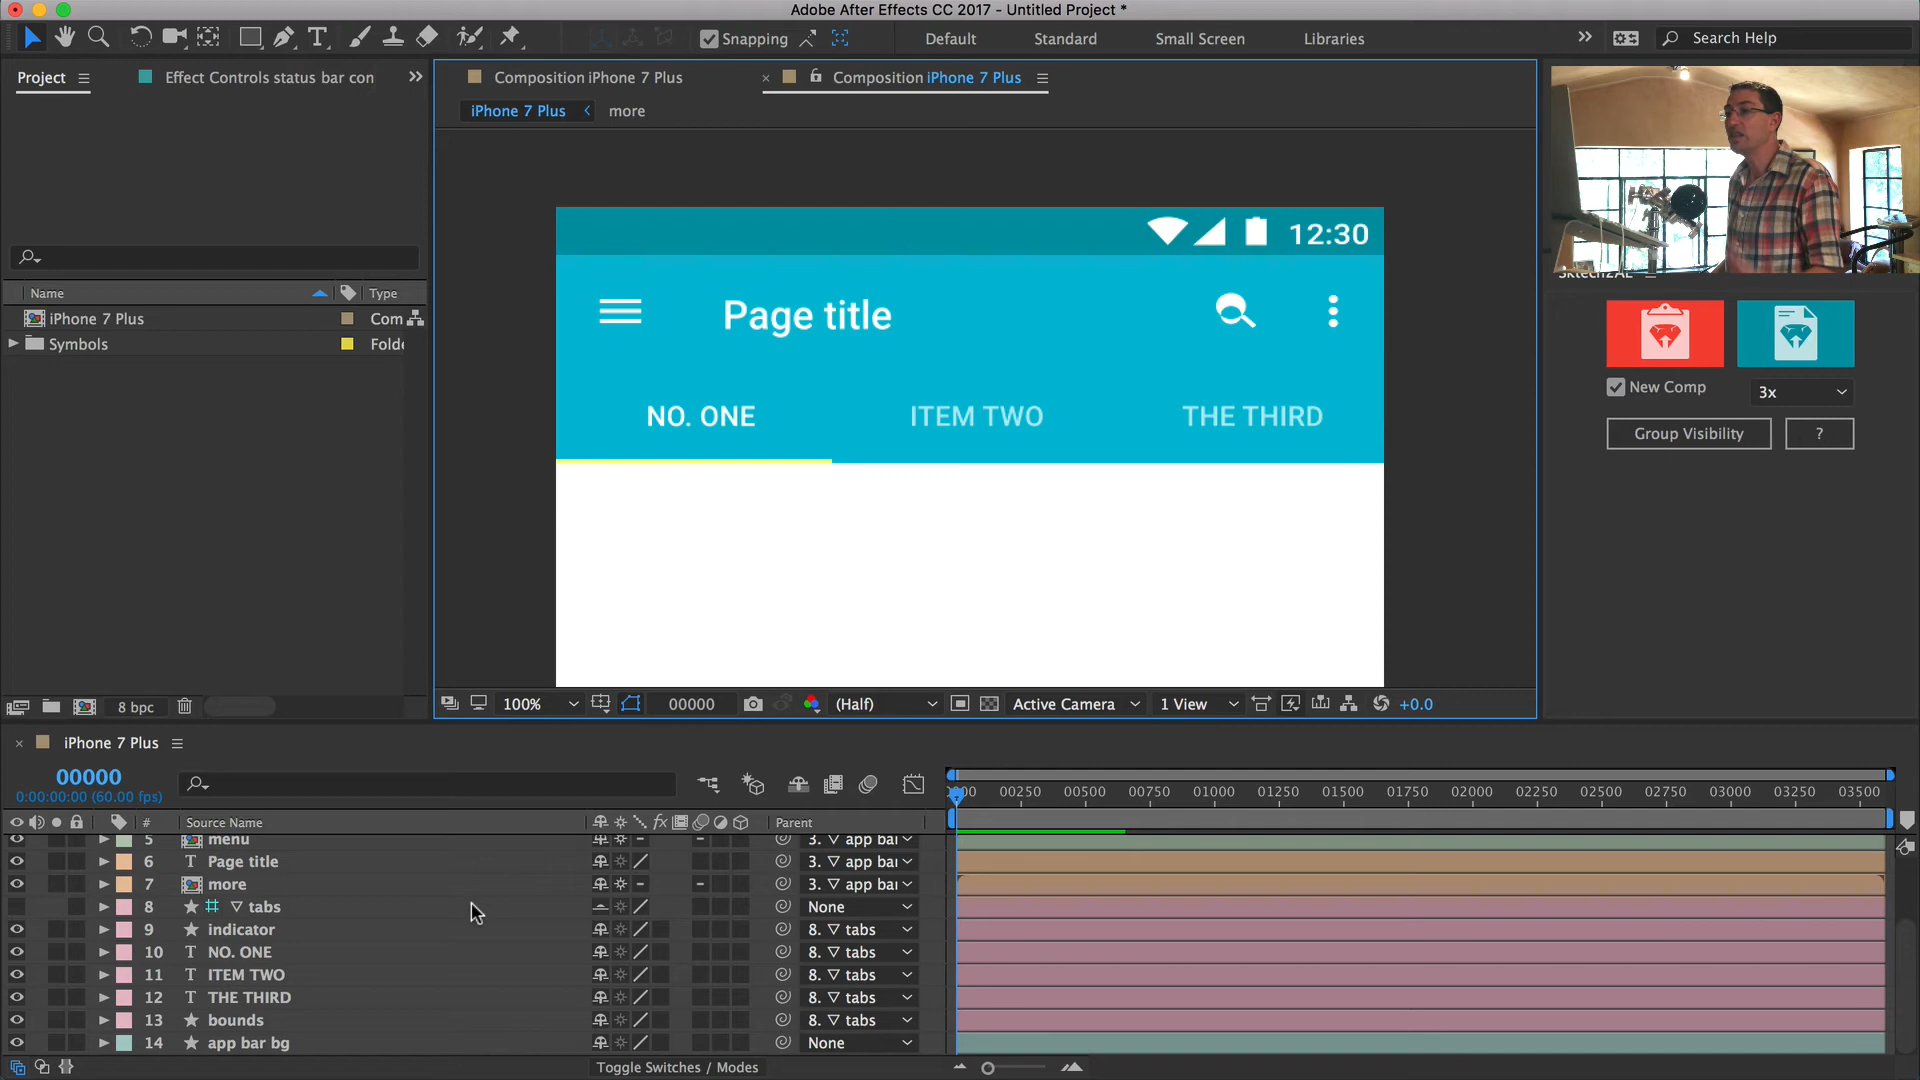 Adobe After Effects CC 2017 - Untitled Project *
Snapping
Default
Standard
Small Screen
Libraries
Search Help
Project
Effect Controls status bar con
Composition iPhone 7 Plus
Composition iPhone 7 Plus
iPhone 7 Plus
more
12:30
Page title
NO. ONE
ITEM TWO
THE THIRD
Name
Type
iPhone 7 Plus
Com
Symbols
Folde
New Comp
3x
Group Visibility
?
8 bpc
100%
00000
(Half)
Active Camera
1 View
+0.0
iPhone 7 Plus
00000
0:00:00:00 (60.00 fps)
00250
00500
00750
01000
01250
01500
01750
02000
02250
02500
02750
03000
03250
03500
#
Source Name
fx
Parent
5 menu 3. app bar
6 T Page title 3. app bar
7 more 3. app bar
8 tabs None
9 indicator 8. tabs
10 T NO. ONE 8. tabs
11 T ITEM TWO 8. tabs
12 T THE THIRD 8. tabs
13 bounds 8. tabs
14 app bar bg None
Toggle Switches / Modes